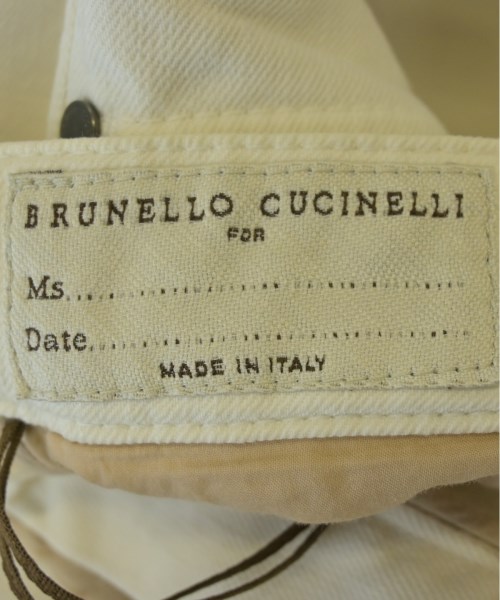 BRUNELLO CUCINELLI
FOR
Ms..............................
Date..............................
MADE IN ITALY